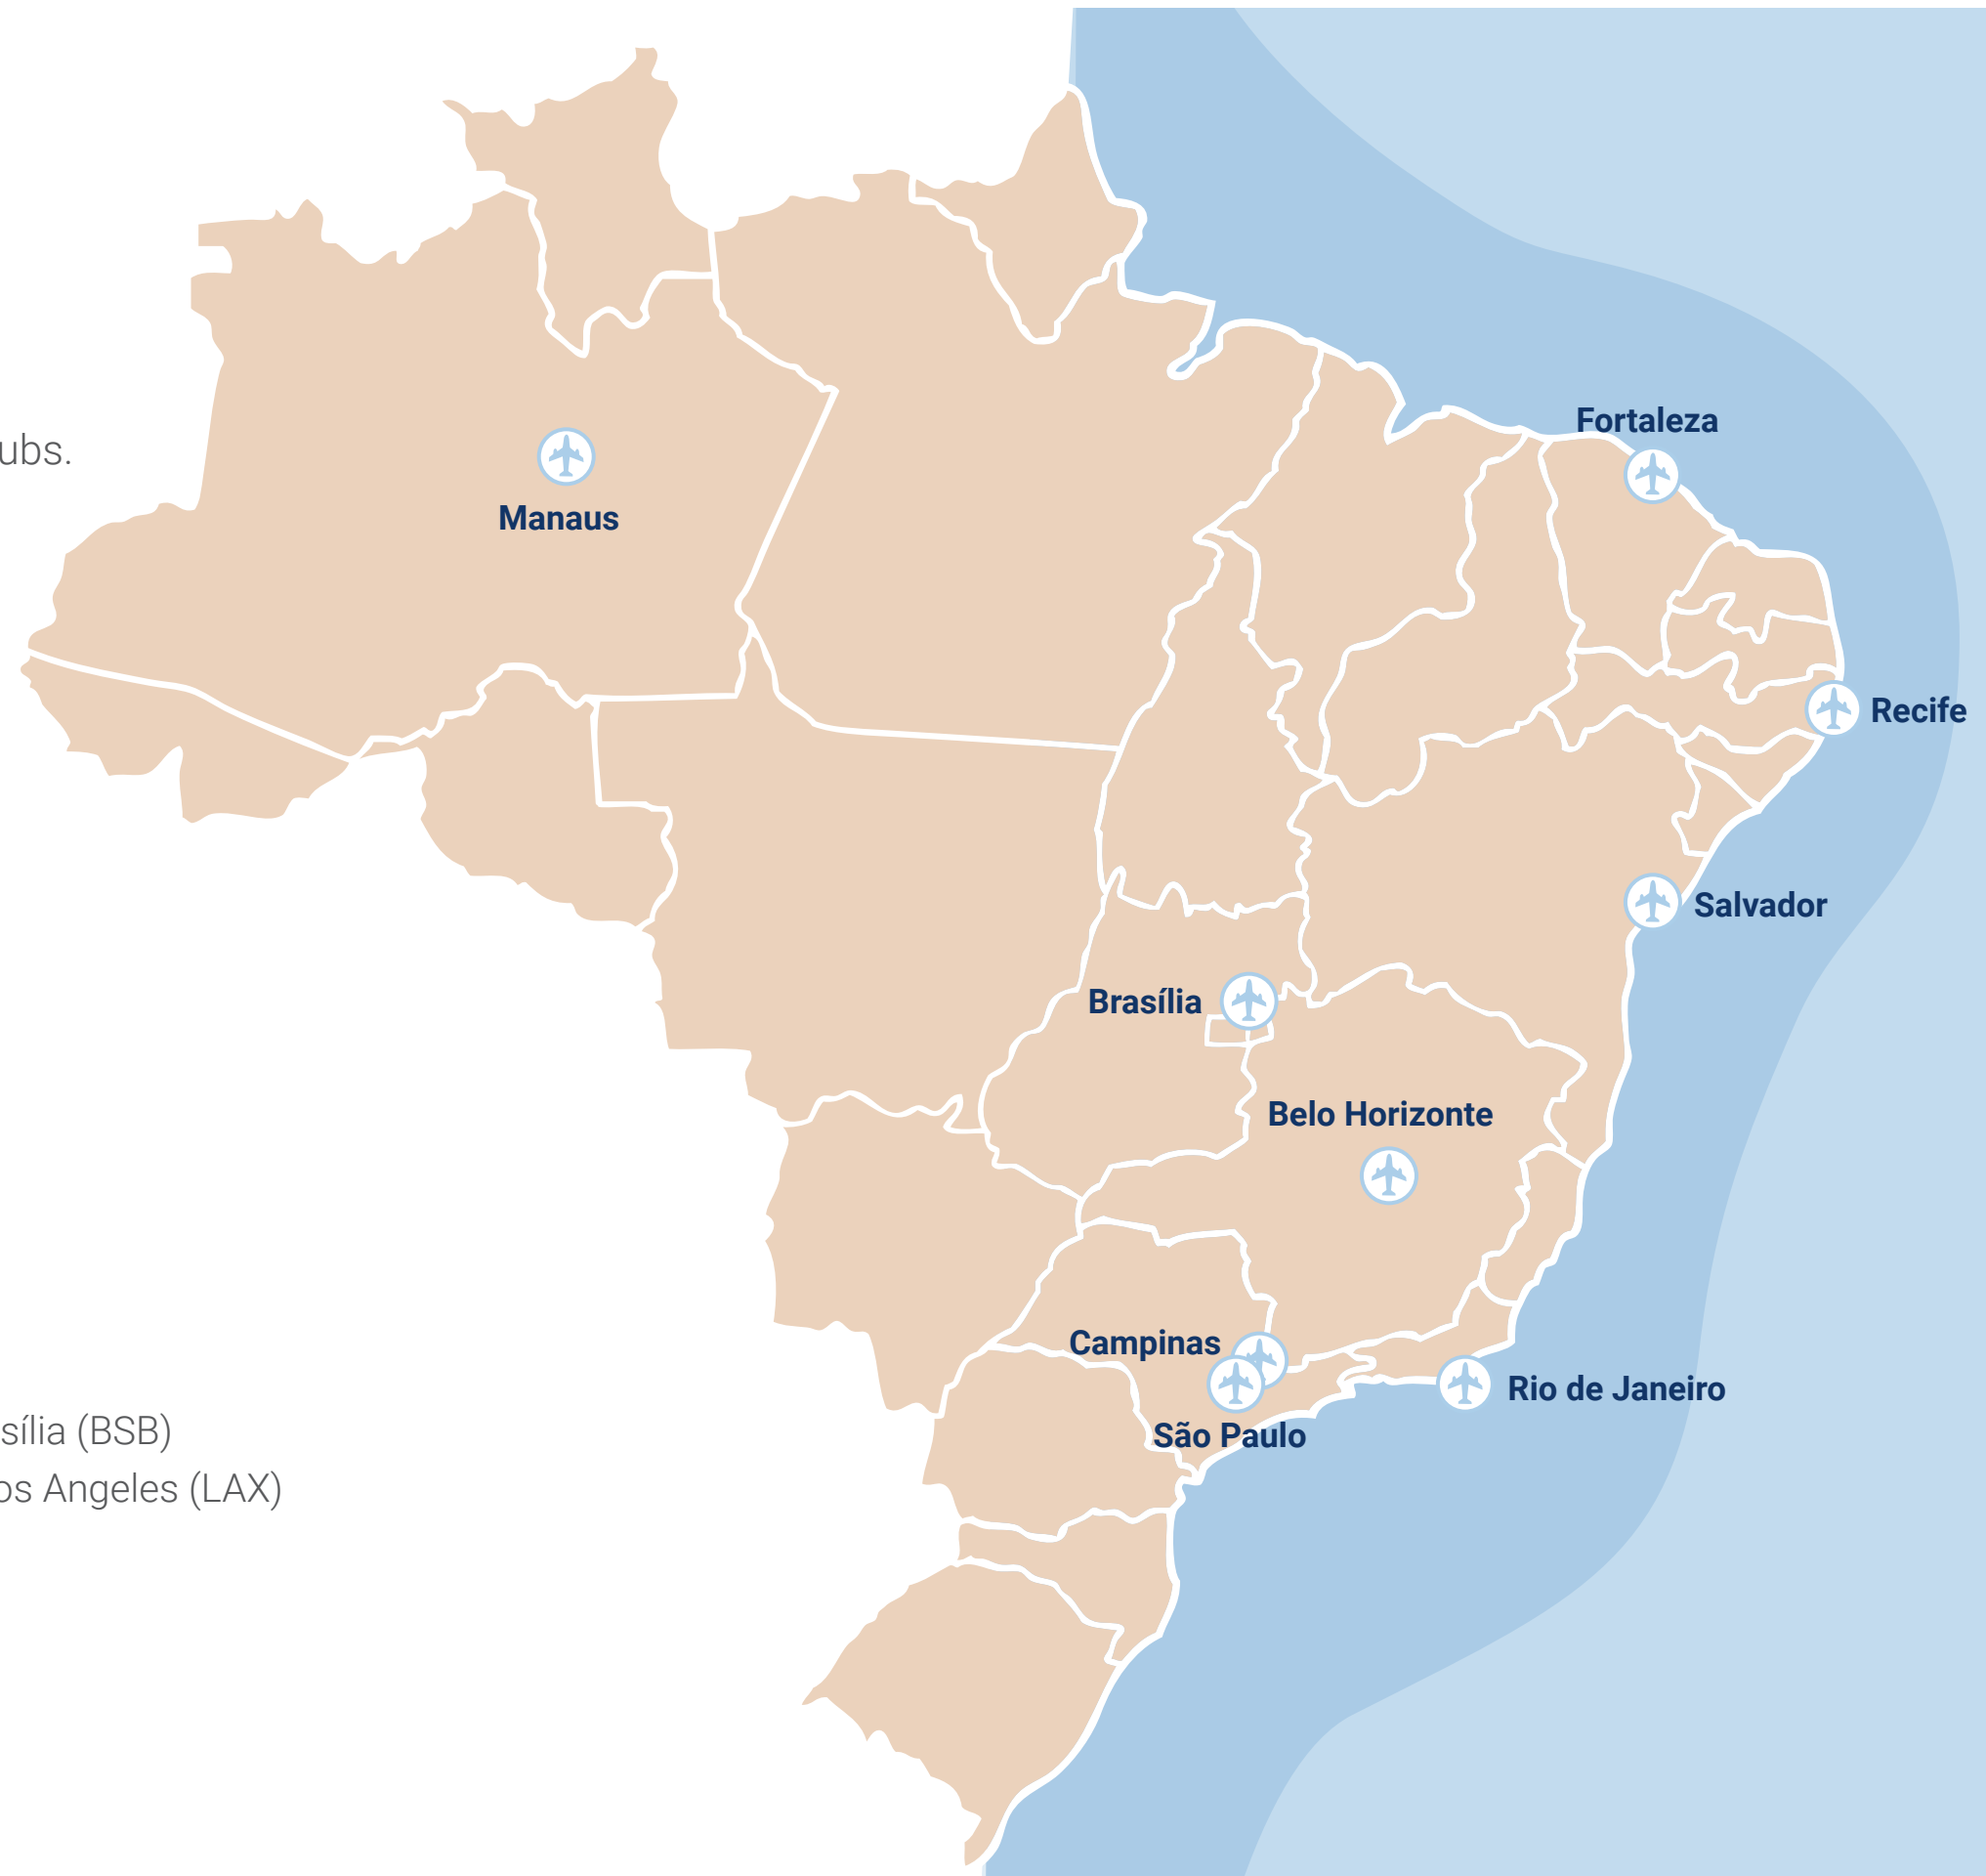 Fortaleza
ubs.
Manaus
Recife
Salvador
Brasília
Belo Horizonte
Campinas
Rio de Janeiro
São Paulo
sília (BSB)
os Angeles (LAX)